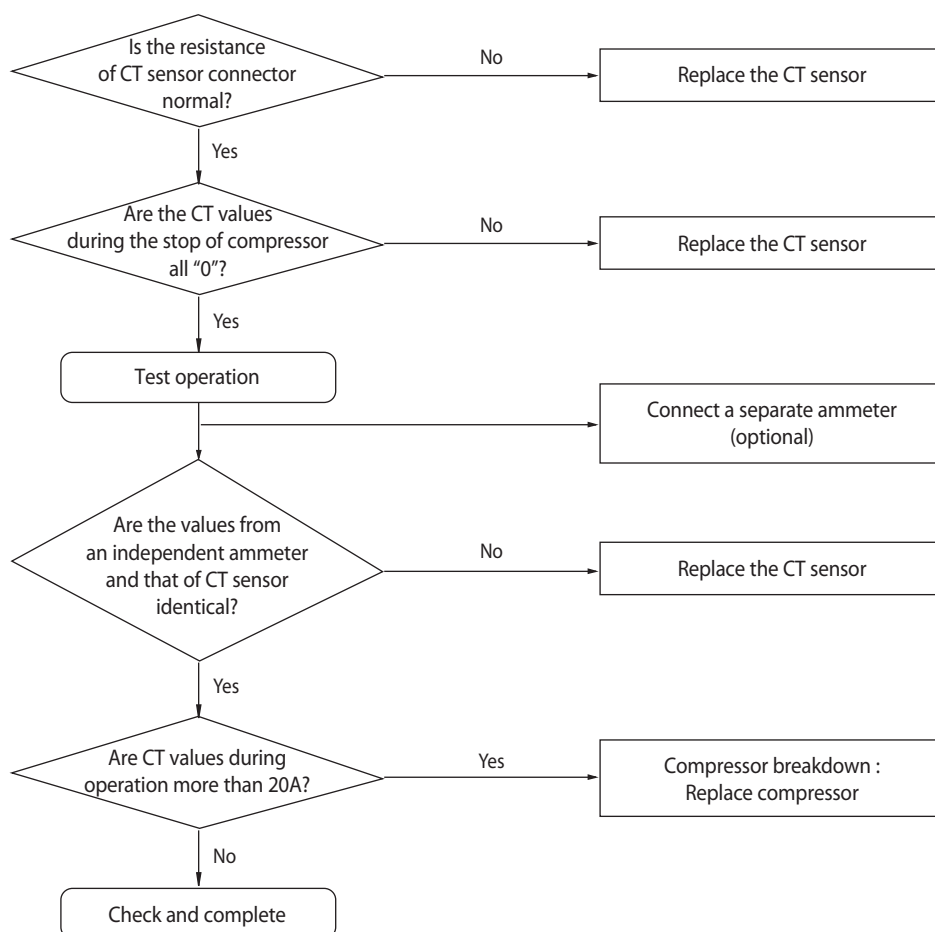 Is the resistance
of CT sensor connector
normal?
No
Replace the CT sensor
Yes
Are the CT values
during the stop of compressor
all “0”?
No
Replace the CT sensor
Yes
Test operation
Connect a separate ammeter
(optional)
Are the values from
an independent ammeter
and that of CT sensor
identical?
No
Replace the CT sensor
Yes
Are CT values during
operation more than 20A?
Yes
Compressor breakdown :
Replace compressor
No
Check and complete